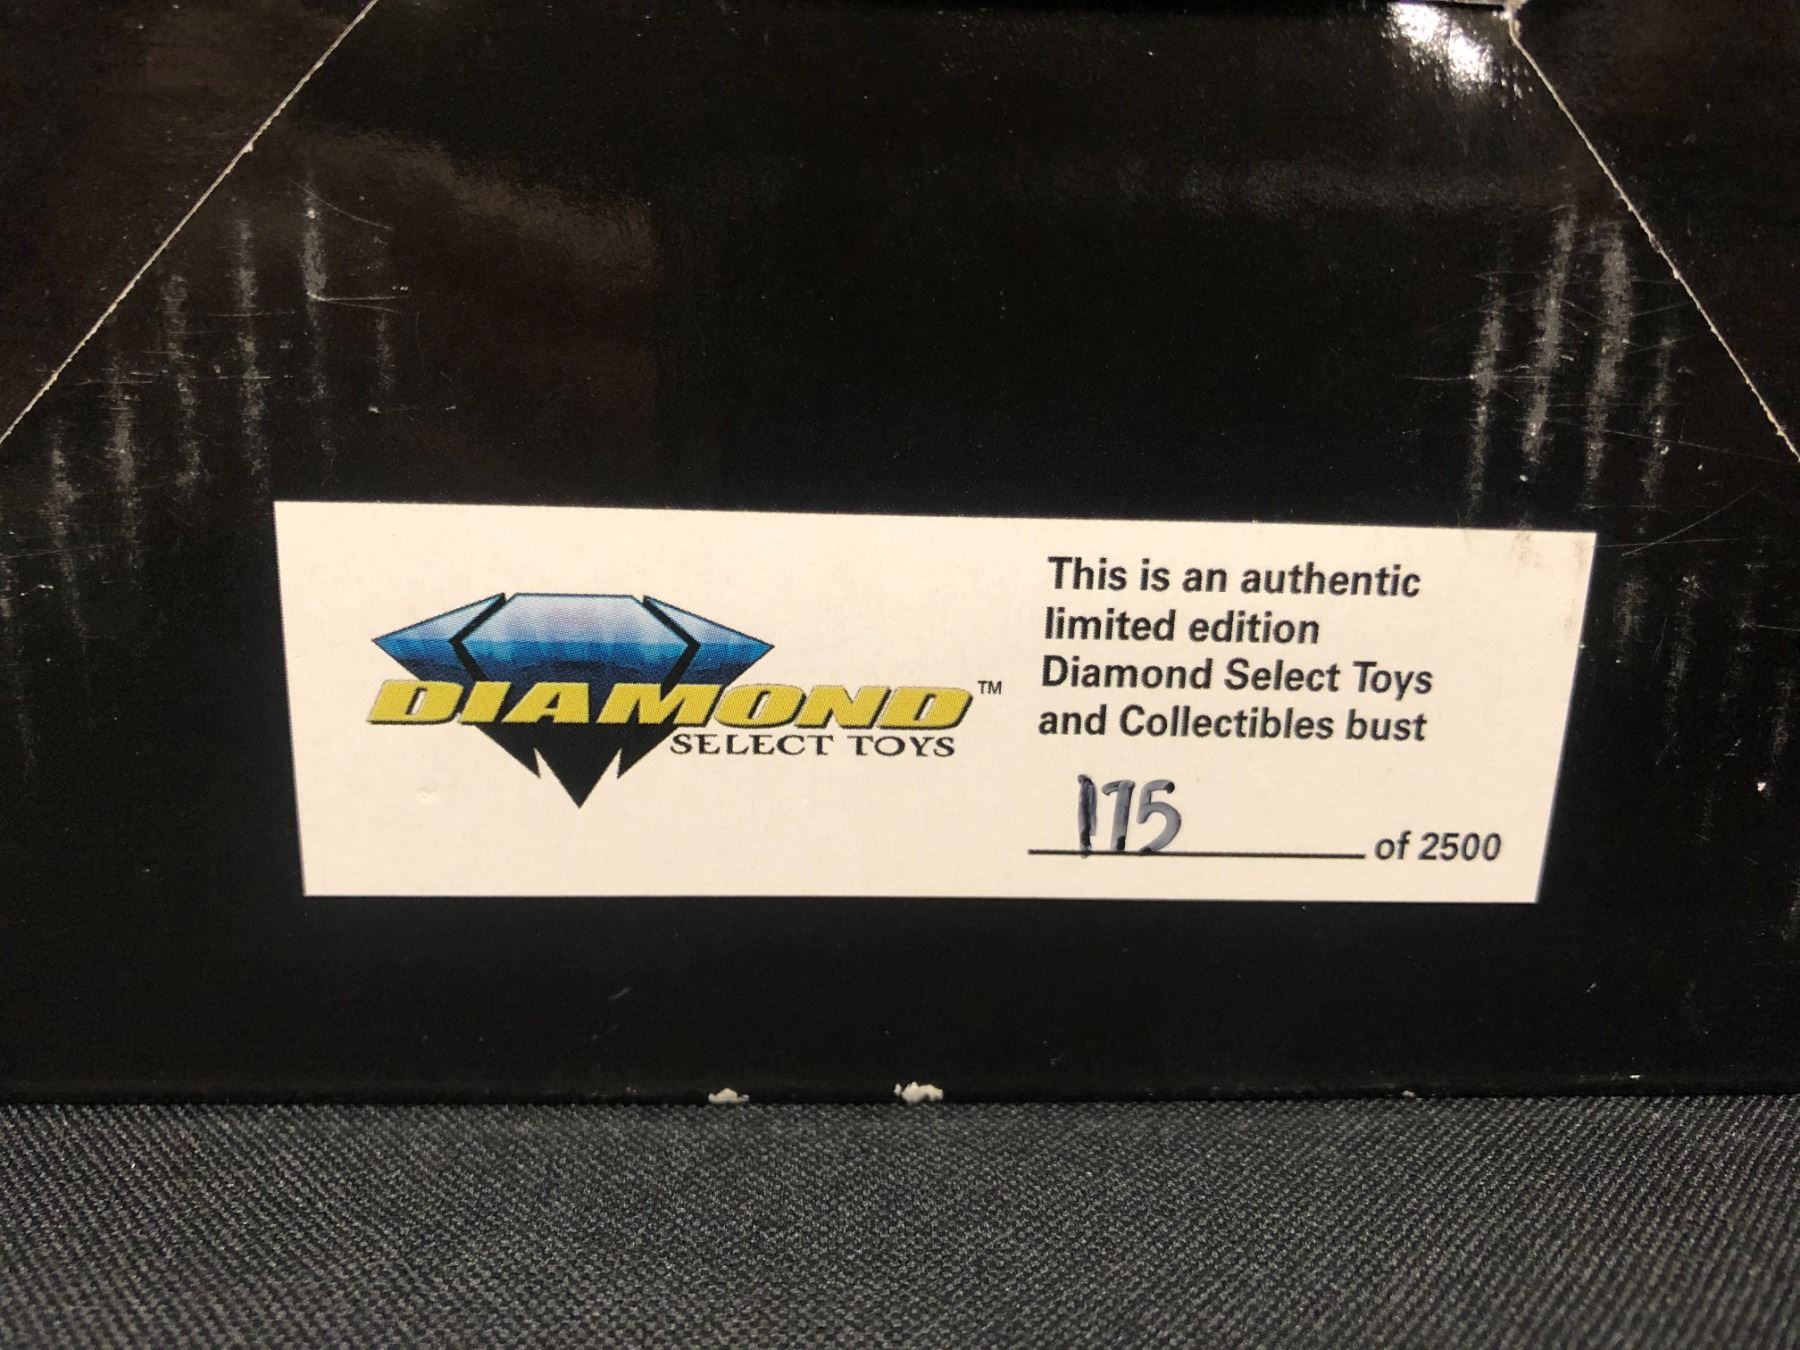 DIAMOND™
SELECT TOYS
This is an authentic
limited edition
Diamond Select Toys
and Collectibles bust
175 of 2500